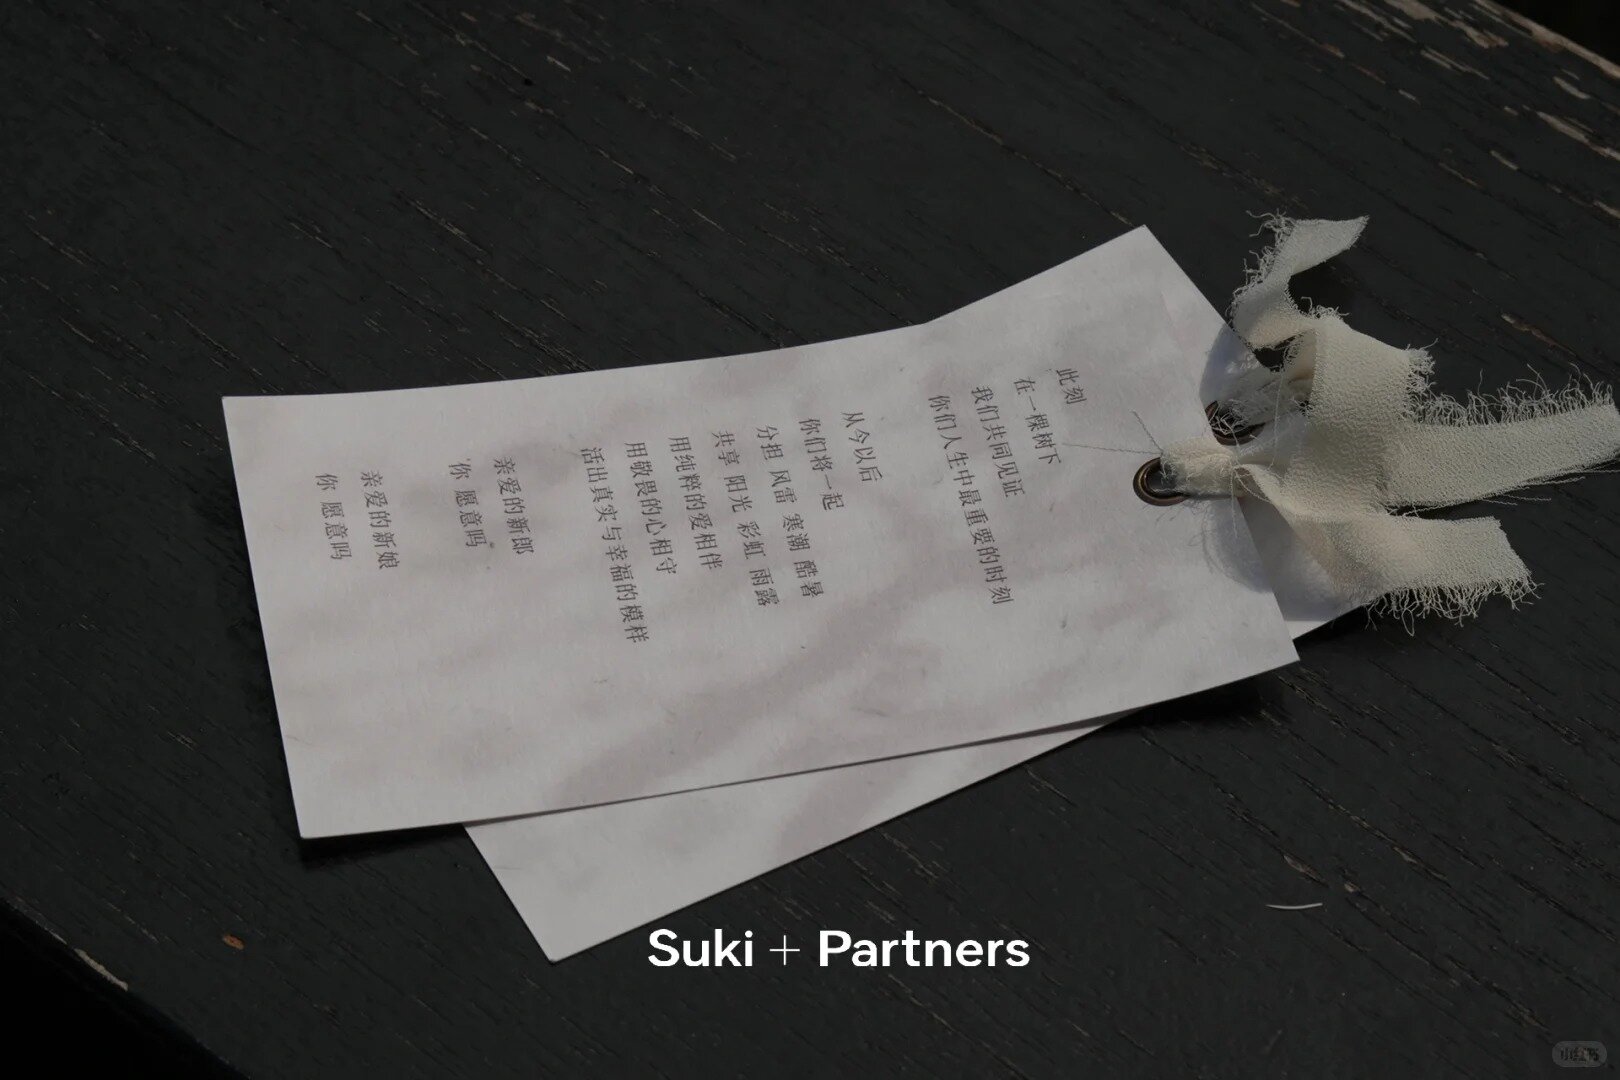 此刻
在一棵树下
我们共同见证
你们人生中最重要的时刻
从今以后
你们将一起
分担 风雷 寒潮 酷暑
共享 阳光 彩虹 雨露
用纯粹的爱相伴
用敬畏的心相守
活出真实与幸福的模样
亲爱的新郎
你 愿意吗
亲爱的新娘
你 愿意吗
Suki + Partners
小红书